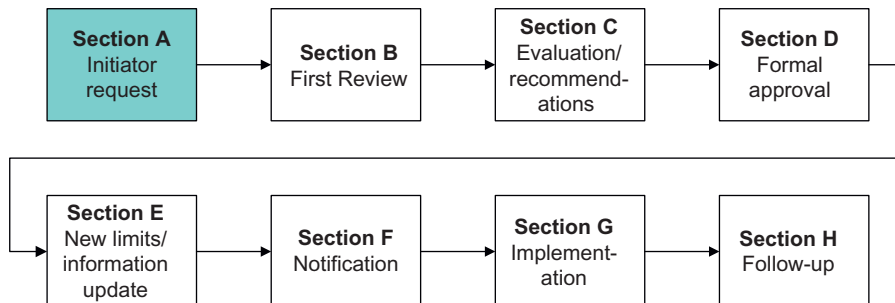 Section A
Initiator
request
Section B
First Review
Section C
Evaluation/
recommend-
ations
Section D
Formal
approval
Section E
New limits/
information
update
Section F
Notification
Section G
Implement-
ation
Section H
Follow-up